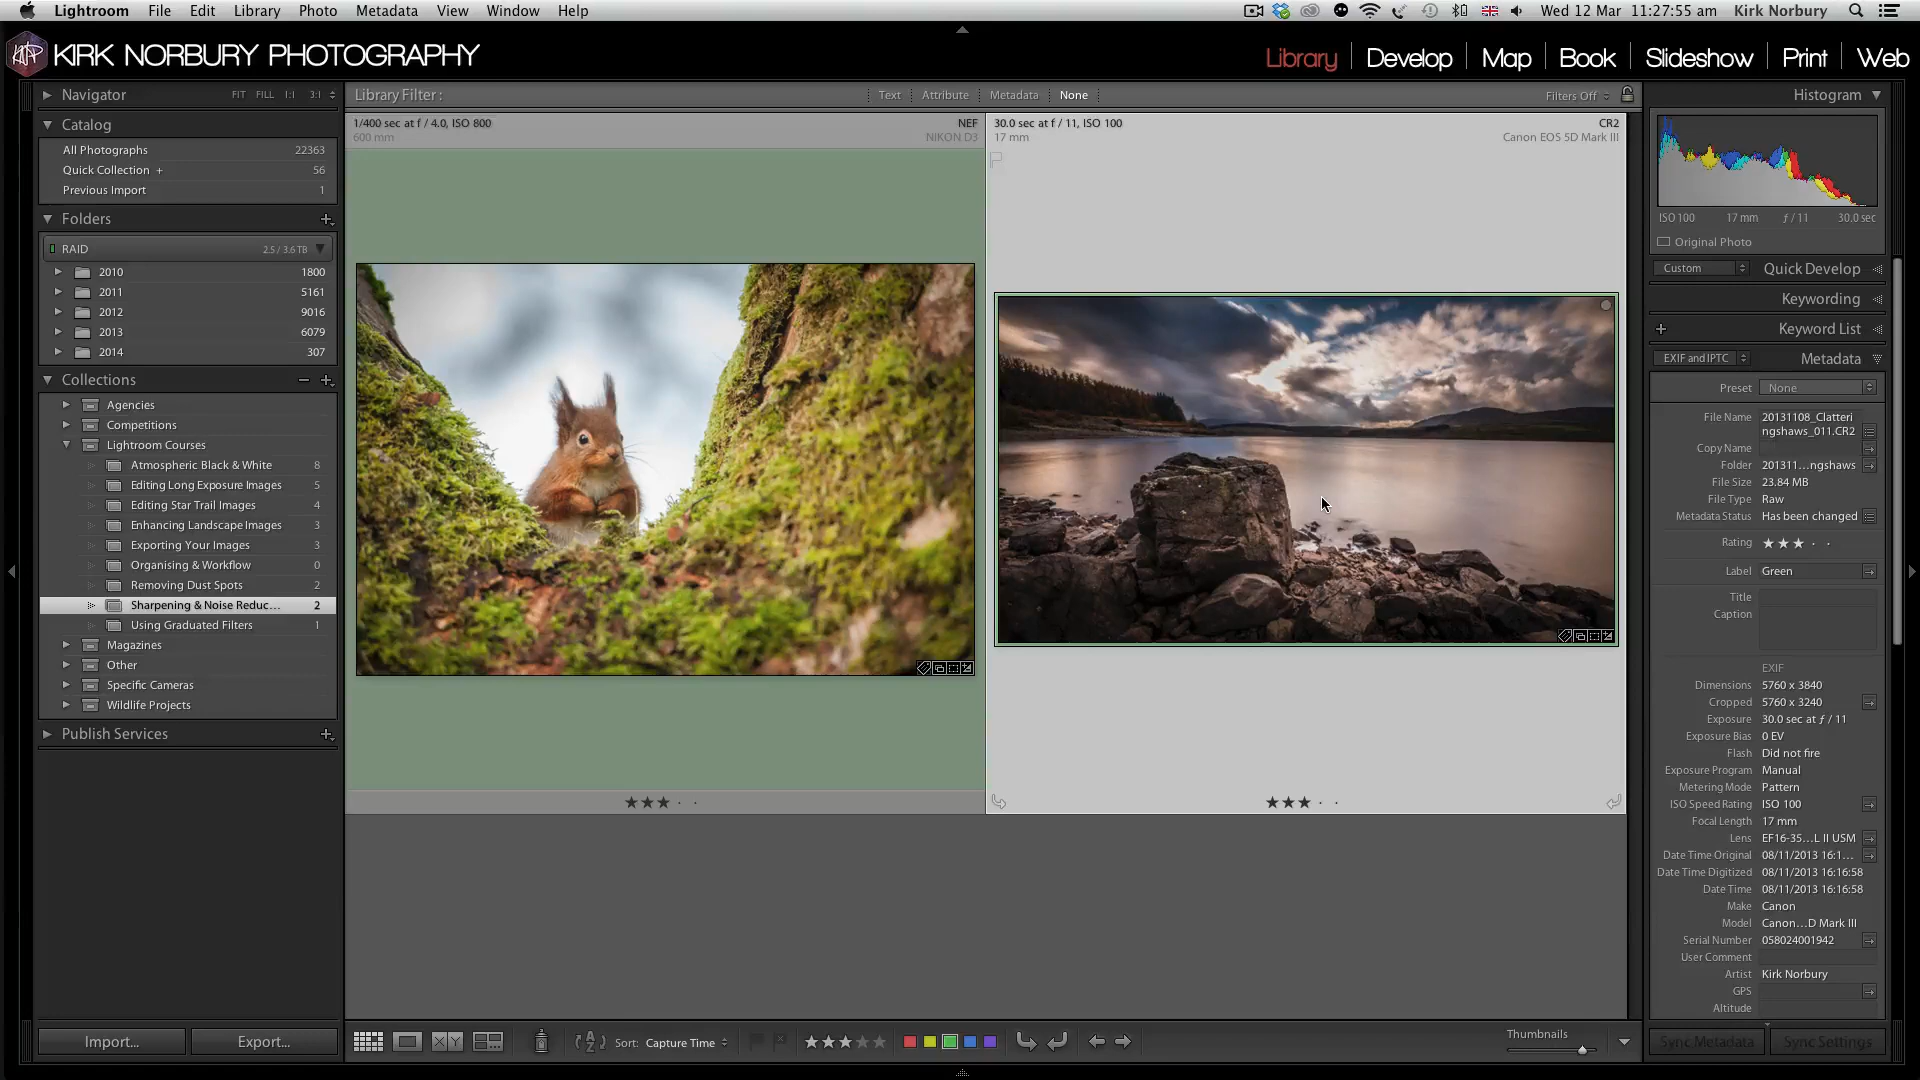 Lightroom File Edit Library Photo Metadata View Window Help Wed 12 Mar 11:27:55 am Kirk Norbury
KIRK NORBURY PHOTOGRAPHY
Library Develop Map Book Slideshow Print Web
Navigator FIT FILL 1:1 3:1
Catalog
All Photographs 22363
Quick Collection + 56
Previous Import 1
Folders
RAID 2.5 / 3.6 TB
2010 1800
2011 5161
2012 9016
2013 6079
2014 307
Collections
Agencies
Competitions
Lightroom Courses
Atmospheric Black & White 8
Editing Long Exposure Images 5
Editing Star Trail Images 4
Enhancing Landscape Images 3
Exporting Your Images 3
Organising & Workflow 0
Removing Dust Spots 2
Sharpening & Noise Reduc... 2
Using Graduated Filters 1
Magazines
Other
Specific Cameras
Wildlife Projects
Publish Services
Import...
Export...
Library Filter : Text Attribute Metadata None Filters Off
1/400 sec at f / 4.0, ISO 800 NEF
600 mm NIKON D3
30.0 sec at f / 11, ISO 100 CR2
17 mm Canon EOS 5D Mark III
Sort: Capture Time
Thumbnails
Histogram
ISO 100 17 mm ƒ / 11 30.0 sec
Original Photo
Custom Quick Develop
Keywording
Keyword List
EXIF and IPTC Metadata
Preset None
File Name 20131108_Clatteri
ngshaws_011.CR2
Copy Name
Folder 201311...ngshaws
File Size 23.84 MB
File Type Raw
Metadata Status Has been changed
Rating
Label Green
Title
Caption
EXIF
Dimensions 5760 x 3840
Cropped 5760 x 3240
Exposure 30.0 sec at ƒ / 11
Exposure Bias 0 EV
Flash Did not fire
Exposure Program Manual
Metering Mode Pattern
ISO Speed Rating ISO 100
Focal Length 17 mm
Lens EF16-35...L II USM
Date Time Original 08/11/2013 16:1...
Date Time Digitized 08/11/2013 16:16:58
Date Time 08/11/2013 16:16:58
Make Canon
Model Canon...D Mark III
Serial Number 058024001942
User Comment
Artist Kirk Norbury
GPS
Altitude
Sync Metadata
Sync Settings